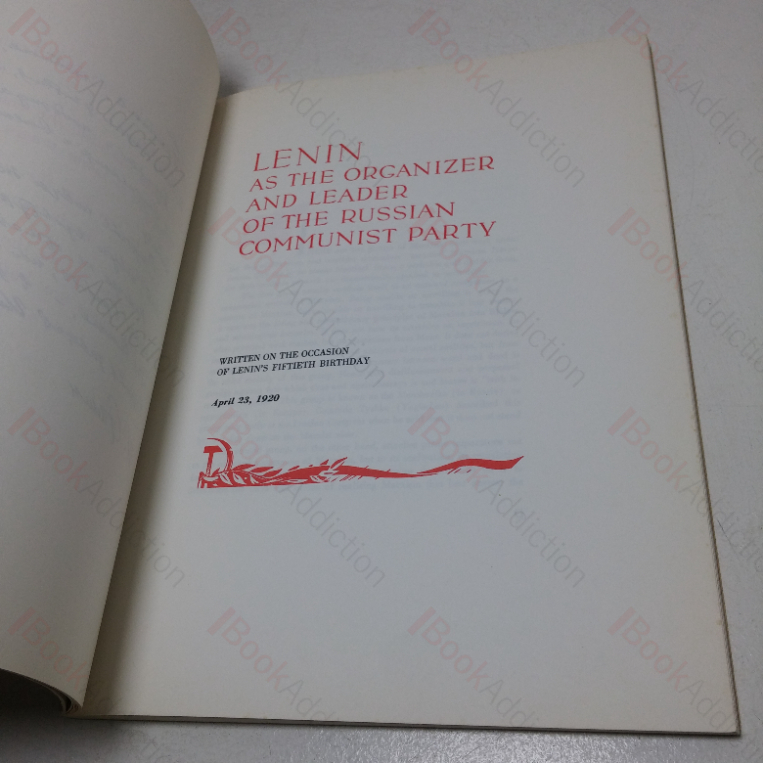 LENIN
AS THE ORGANIZER
AND LEADER
OF THE RUSSIAN
COMMUNIST PARTY
WRITTEN ON THE OCCASION
OF LENIN'S FIFTIETH BIRTHDAY
April 23, 1920
BookAddiction